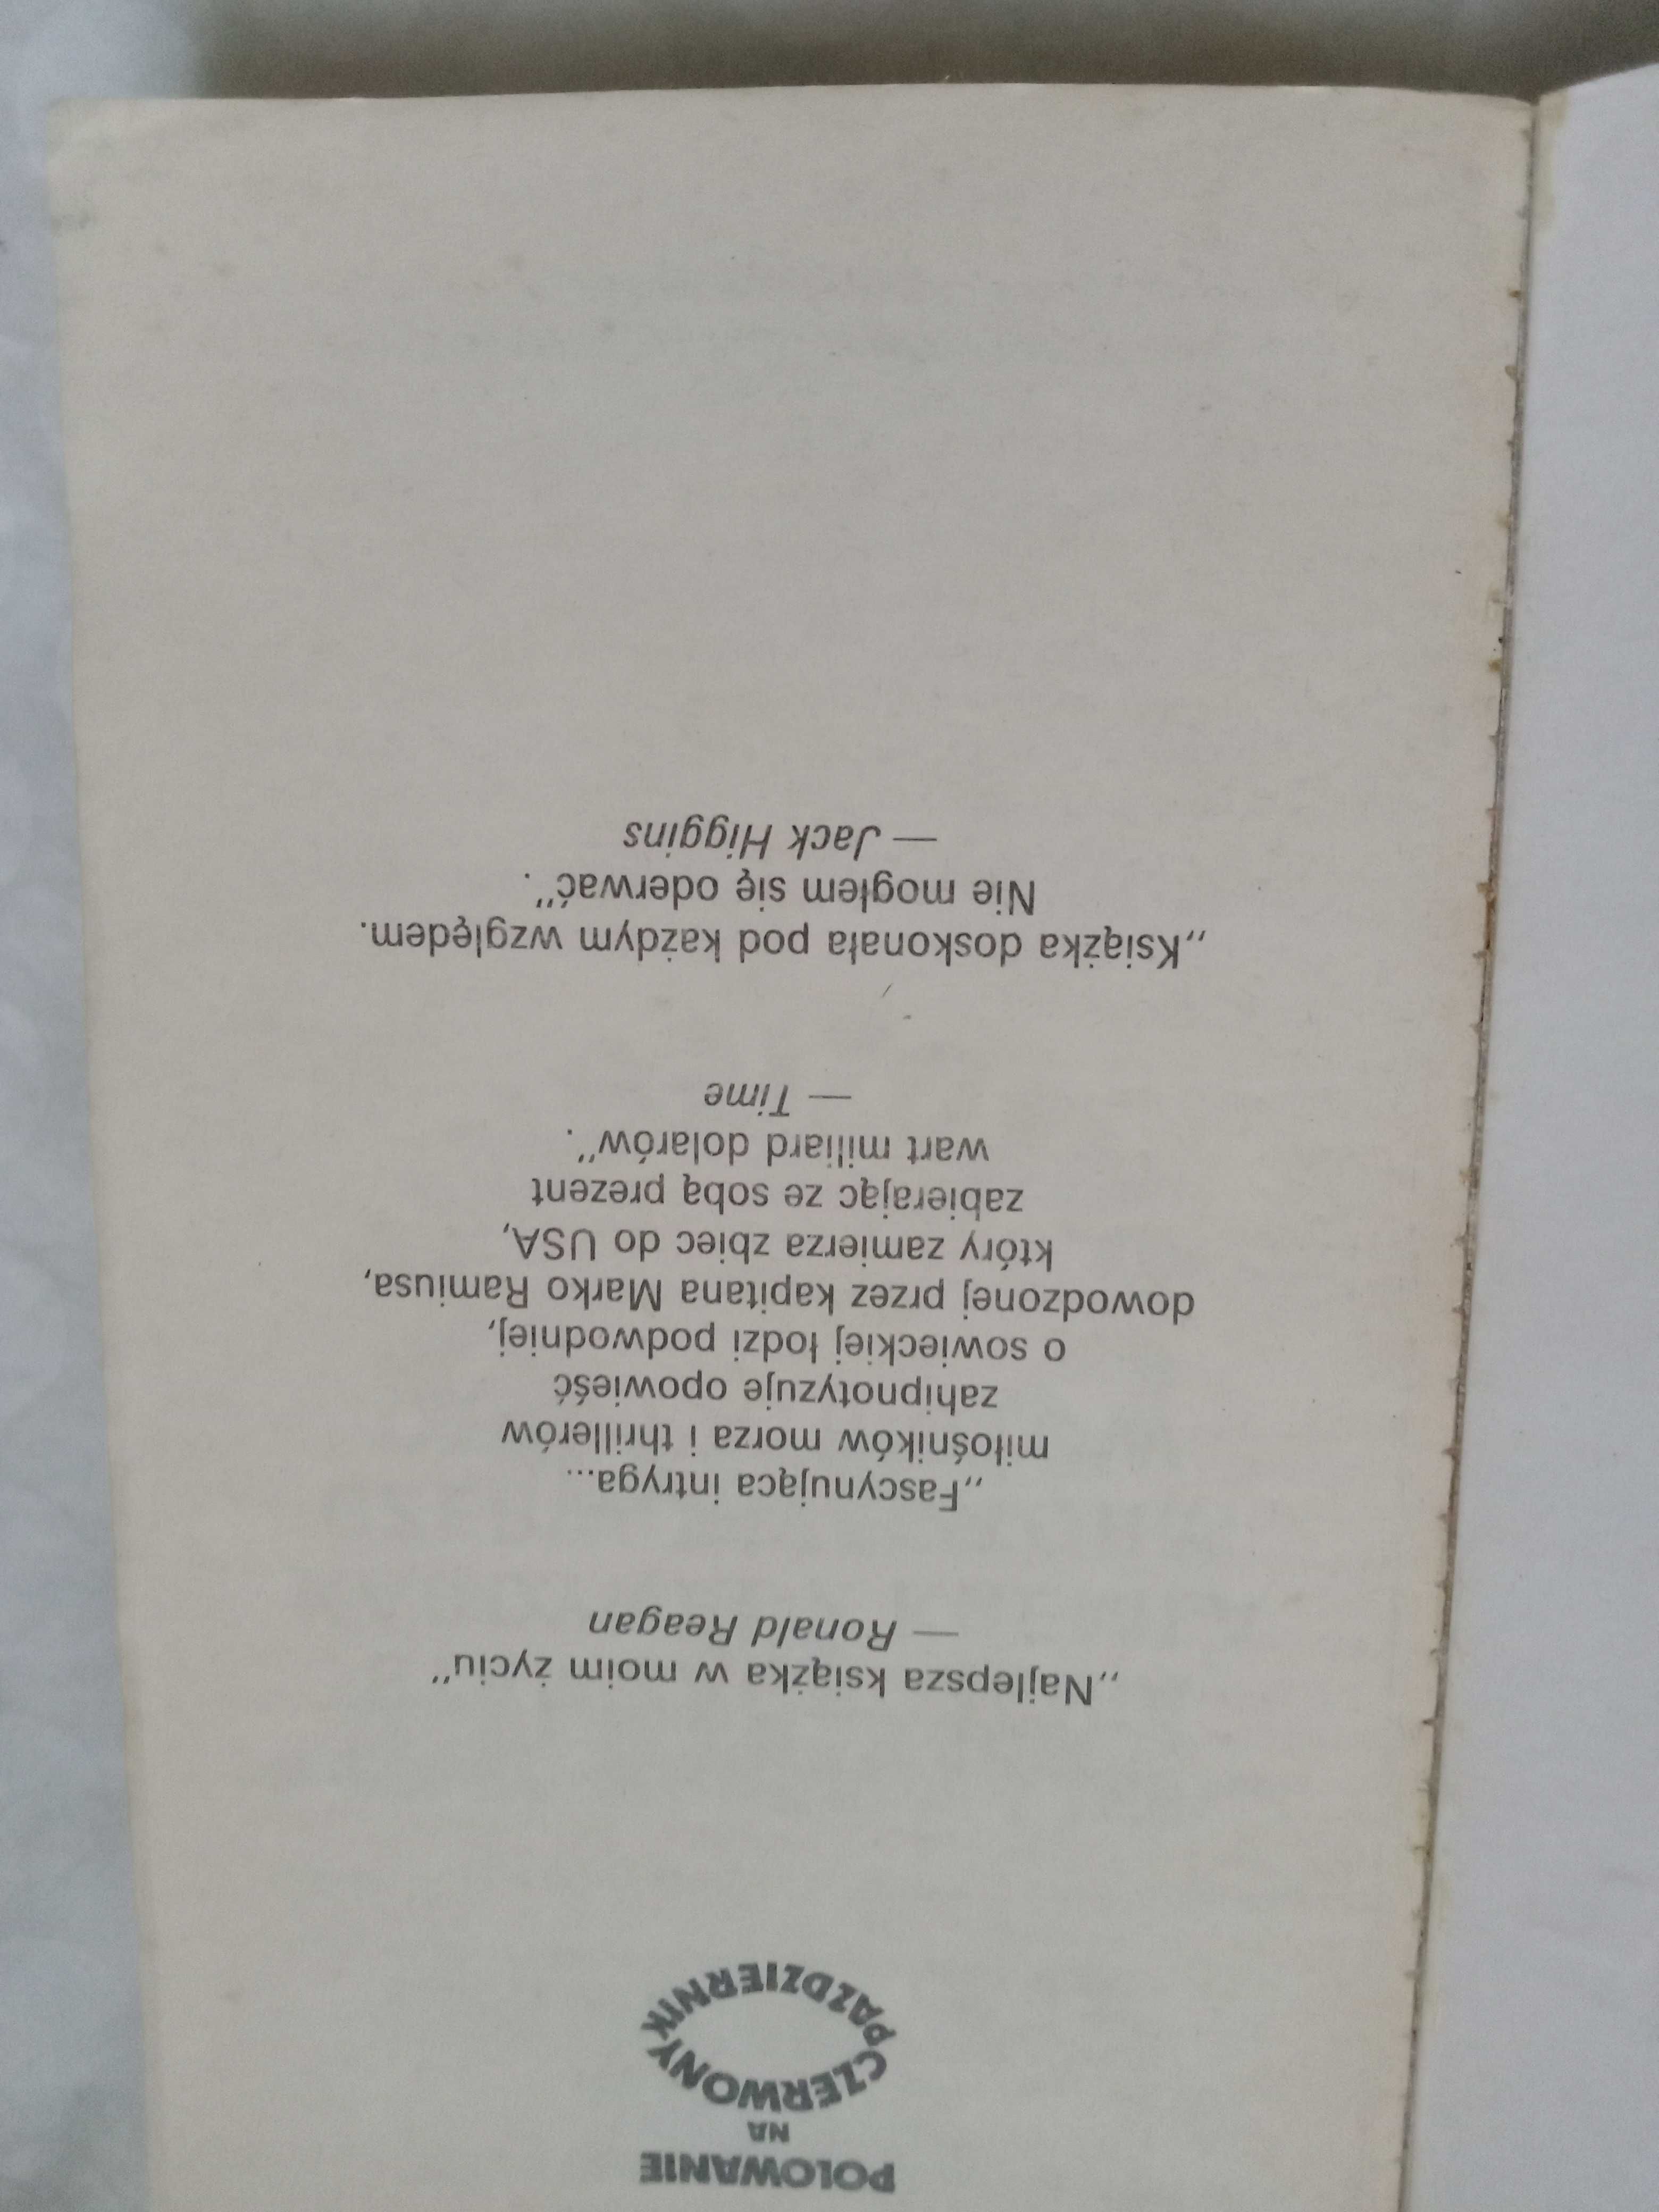 POLOWANIE
NA
CZERWONY
PAŹDZIERNIK
,,Najlepsza książka w moim życiu"
— Ronald Reagan
,,Fascynująca intryga...
miłośników morza i thrillerów
zahipnotyzuje opowieść
o sowieckiej łodzi podwodniej,
dowodzonej przez kapitana Marko Ramiusa,
który zamierza zbiec do USA,
zabierając ze sobą prezent
wart miliard dolarów".
— Time
,,Książka doskonała pod każdym względem.
Nie mogłem się oderwać".
— Jack Higgins